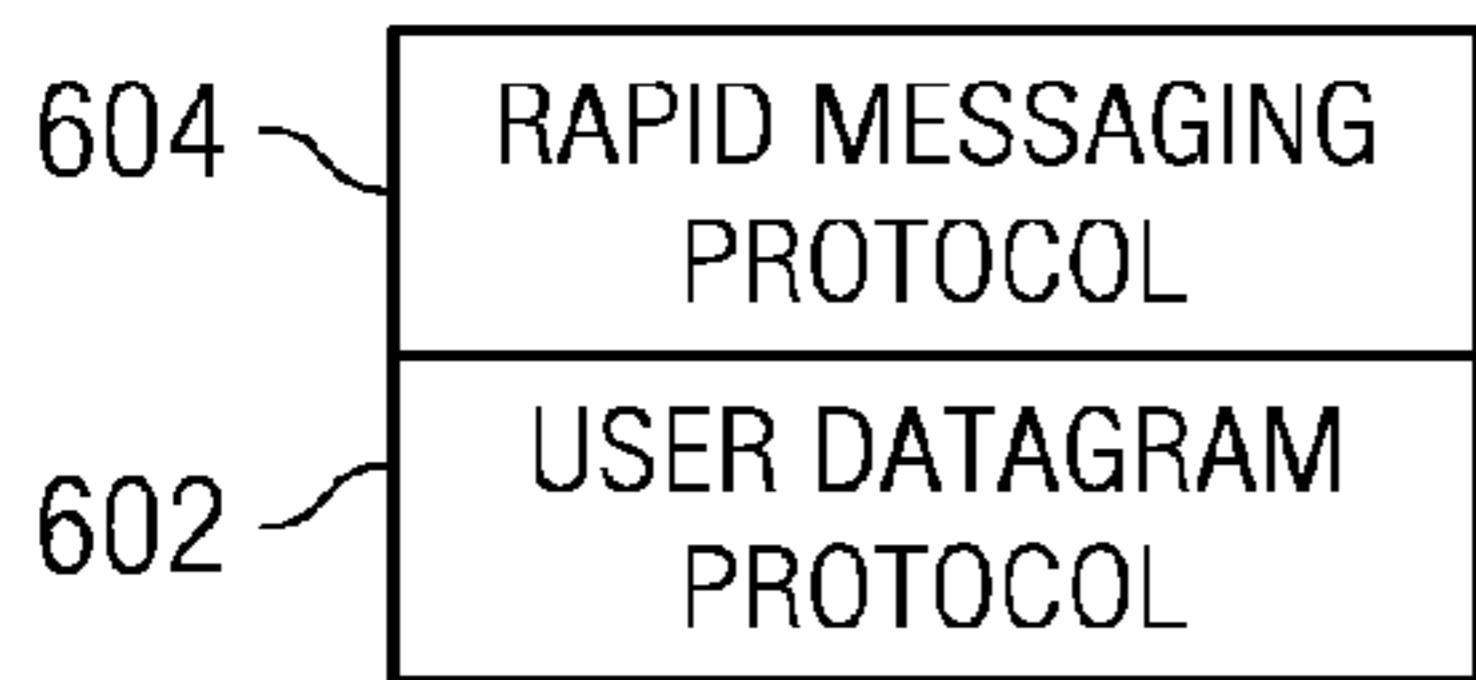 604
RAPID MESSAGING
PROTOCOL
602
USER DATAGRAM
PROTOCOL